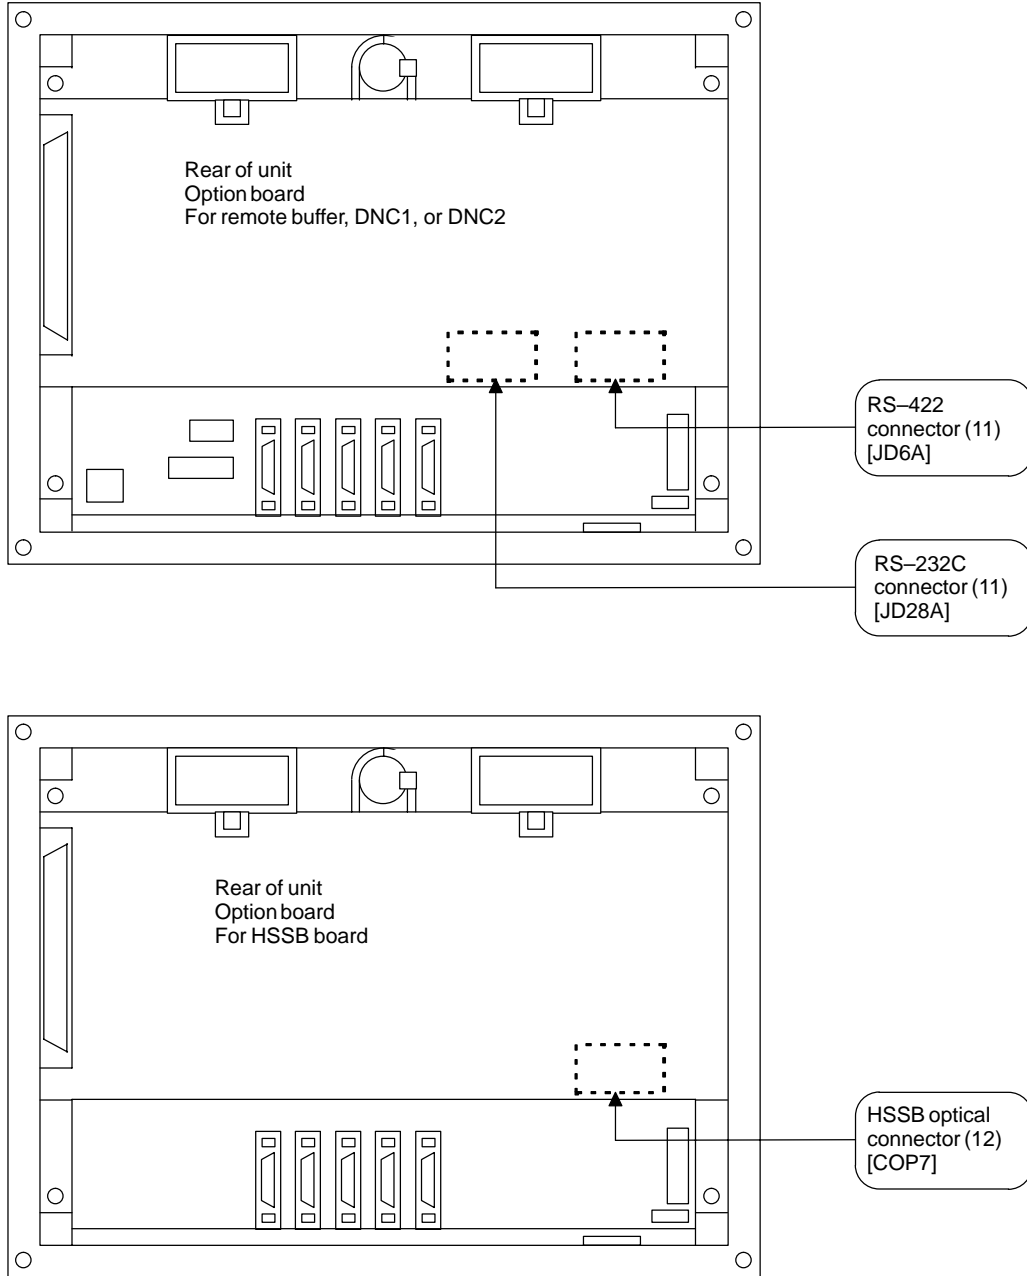 Rear of unit
Option board
For remote buffer, DNC1, or DNC2
RS–422
connector (11)
[JD6A]
RS–232C
connector (11)
[JD28A]
Rear of unit
Option board
For HSSB board
HSSB optical
connector (12)
[COP7]